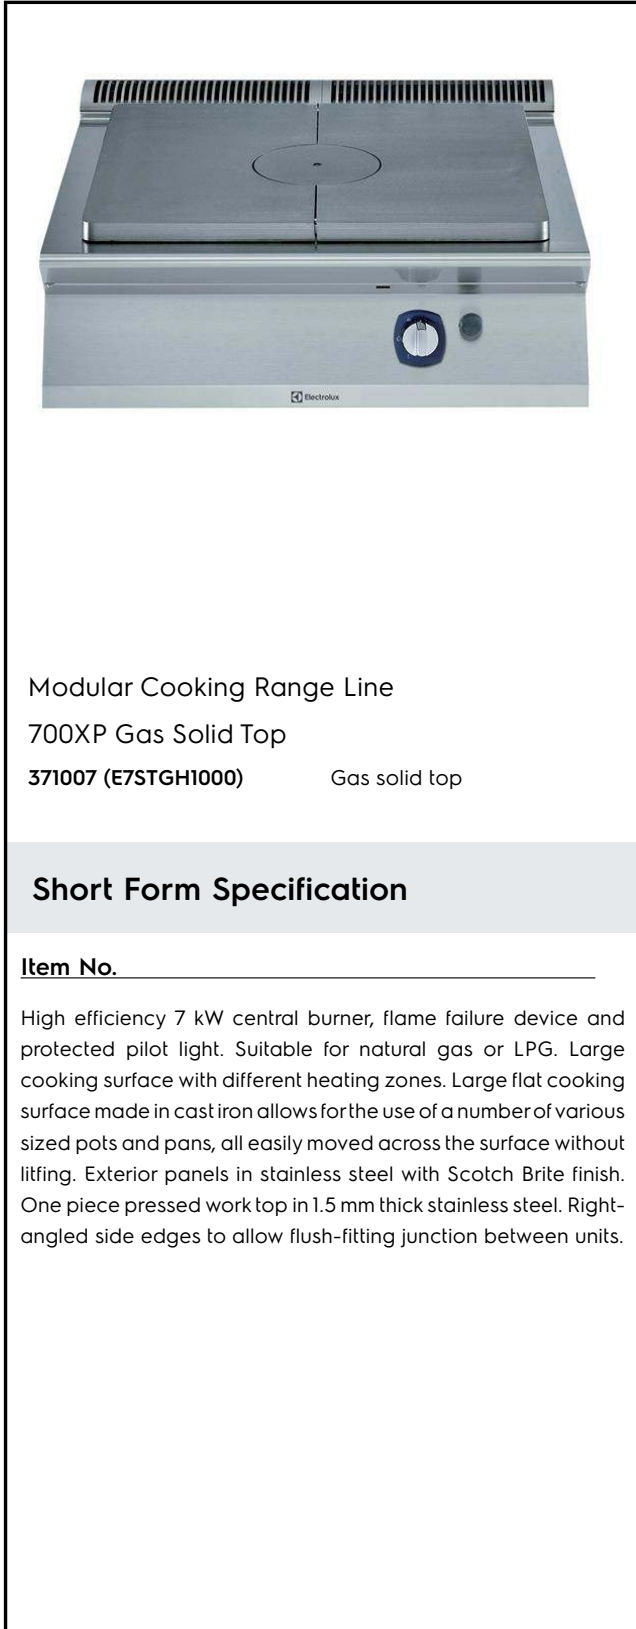 Electrolux
Modular Cooking Range Line
700XP Gas Solid Top
371007 (E7STGH1000) Gas solid top
Short Form Specification
Item No.
High efficiency 7 kW central burner, flame failure device and
protected pilot light. Suitable for natural gas or LPG. Large
cooking surface with different heating zones. Large flat cooking
surface made in cast iron allows for the use of a number of various
sized pots and pans, all easily moved across the surface without
litfing. Exterior panels in stainless steel with Scotch Brite finish.
One piece pressed work top in 1.5 mm thick stainless steel. Right-
angled side edges to allow flush-fitting junction between units.